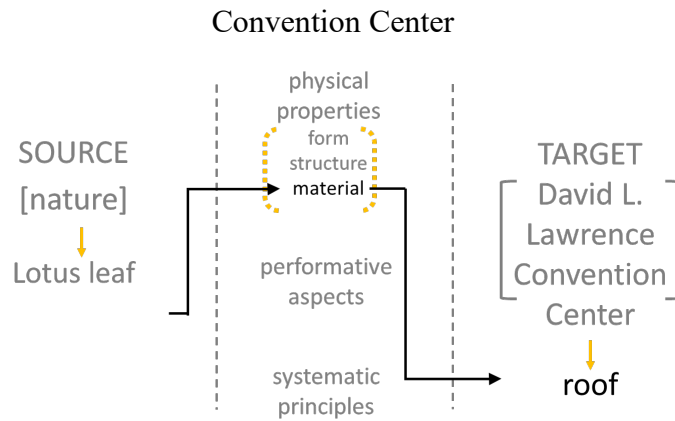 Convention Center
SOURCE
[nature]
Lotus leaf
physical
properties
form
structure
material
performative
aspects
systematic
principles
TARGET
David L.
Lawrence
Convention
Center
roof